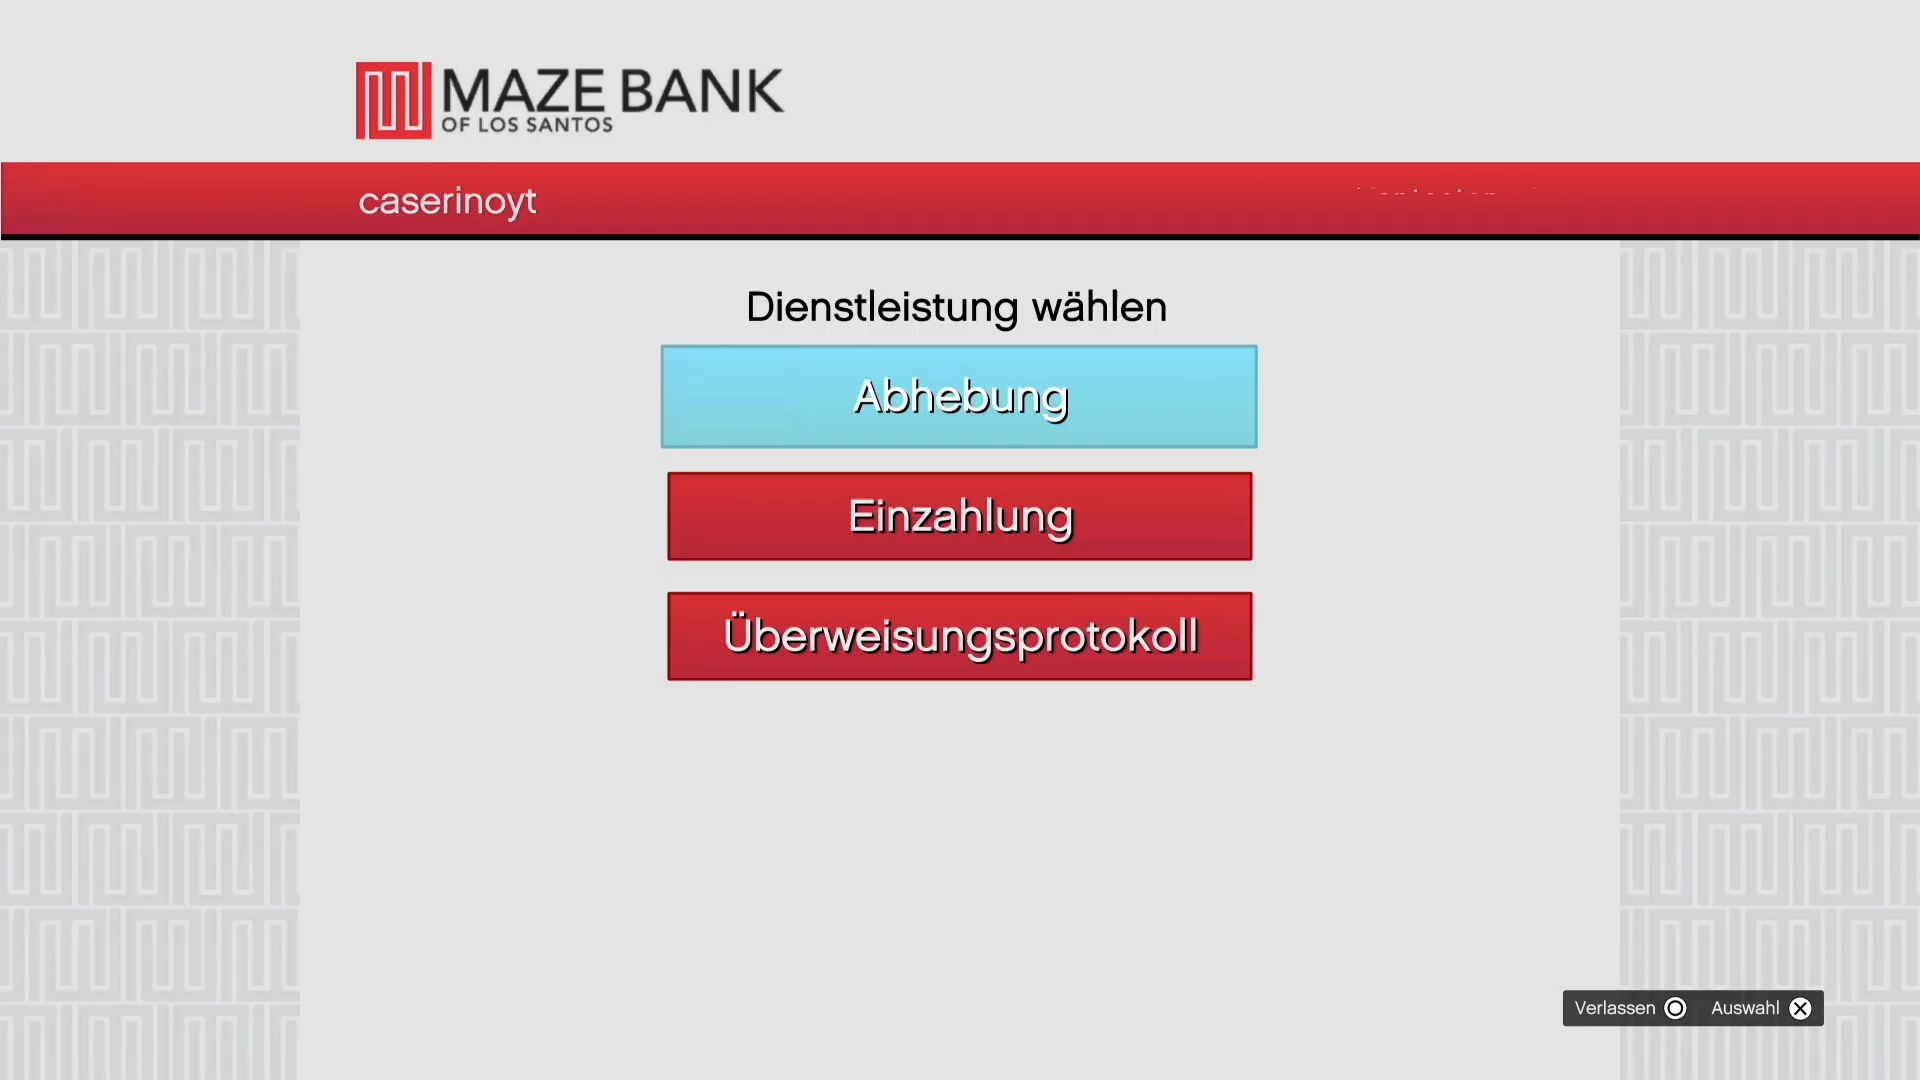 MAZE BANK
OF LOS SANTOS
caserinoyt
Dienstleistung wählen
Abhebung
Einzahlung
Überweisungsprotokoll
Verlassen Auswahl